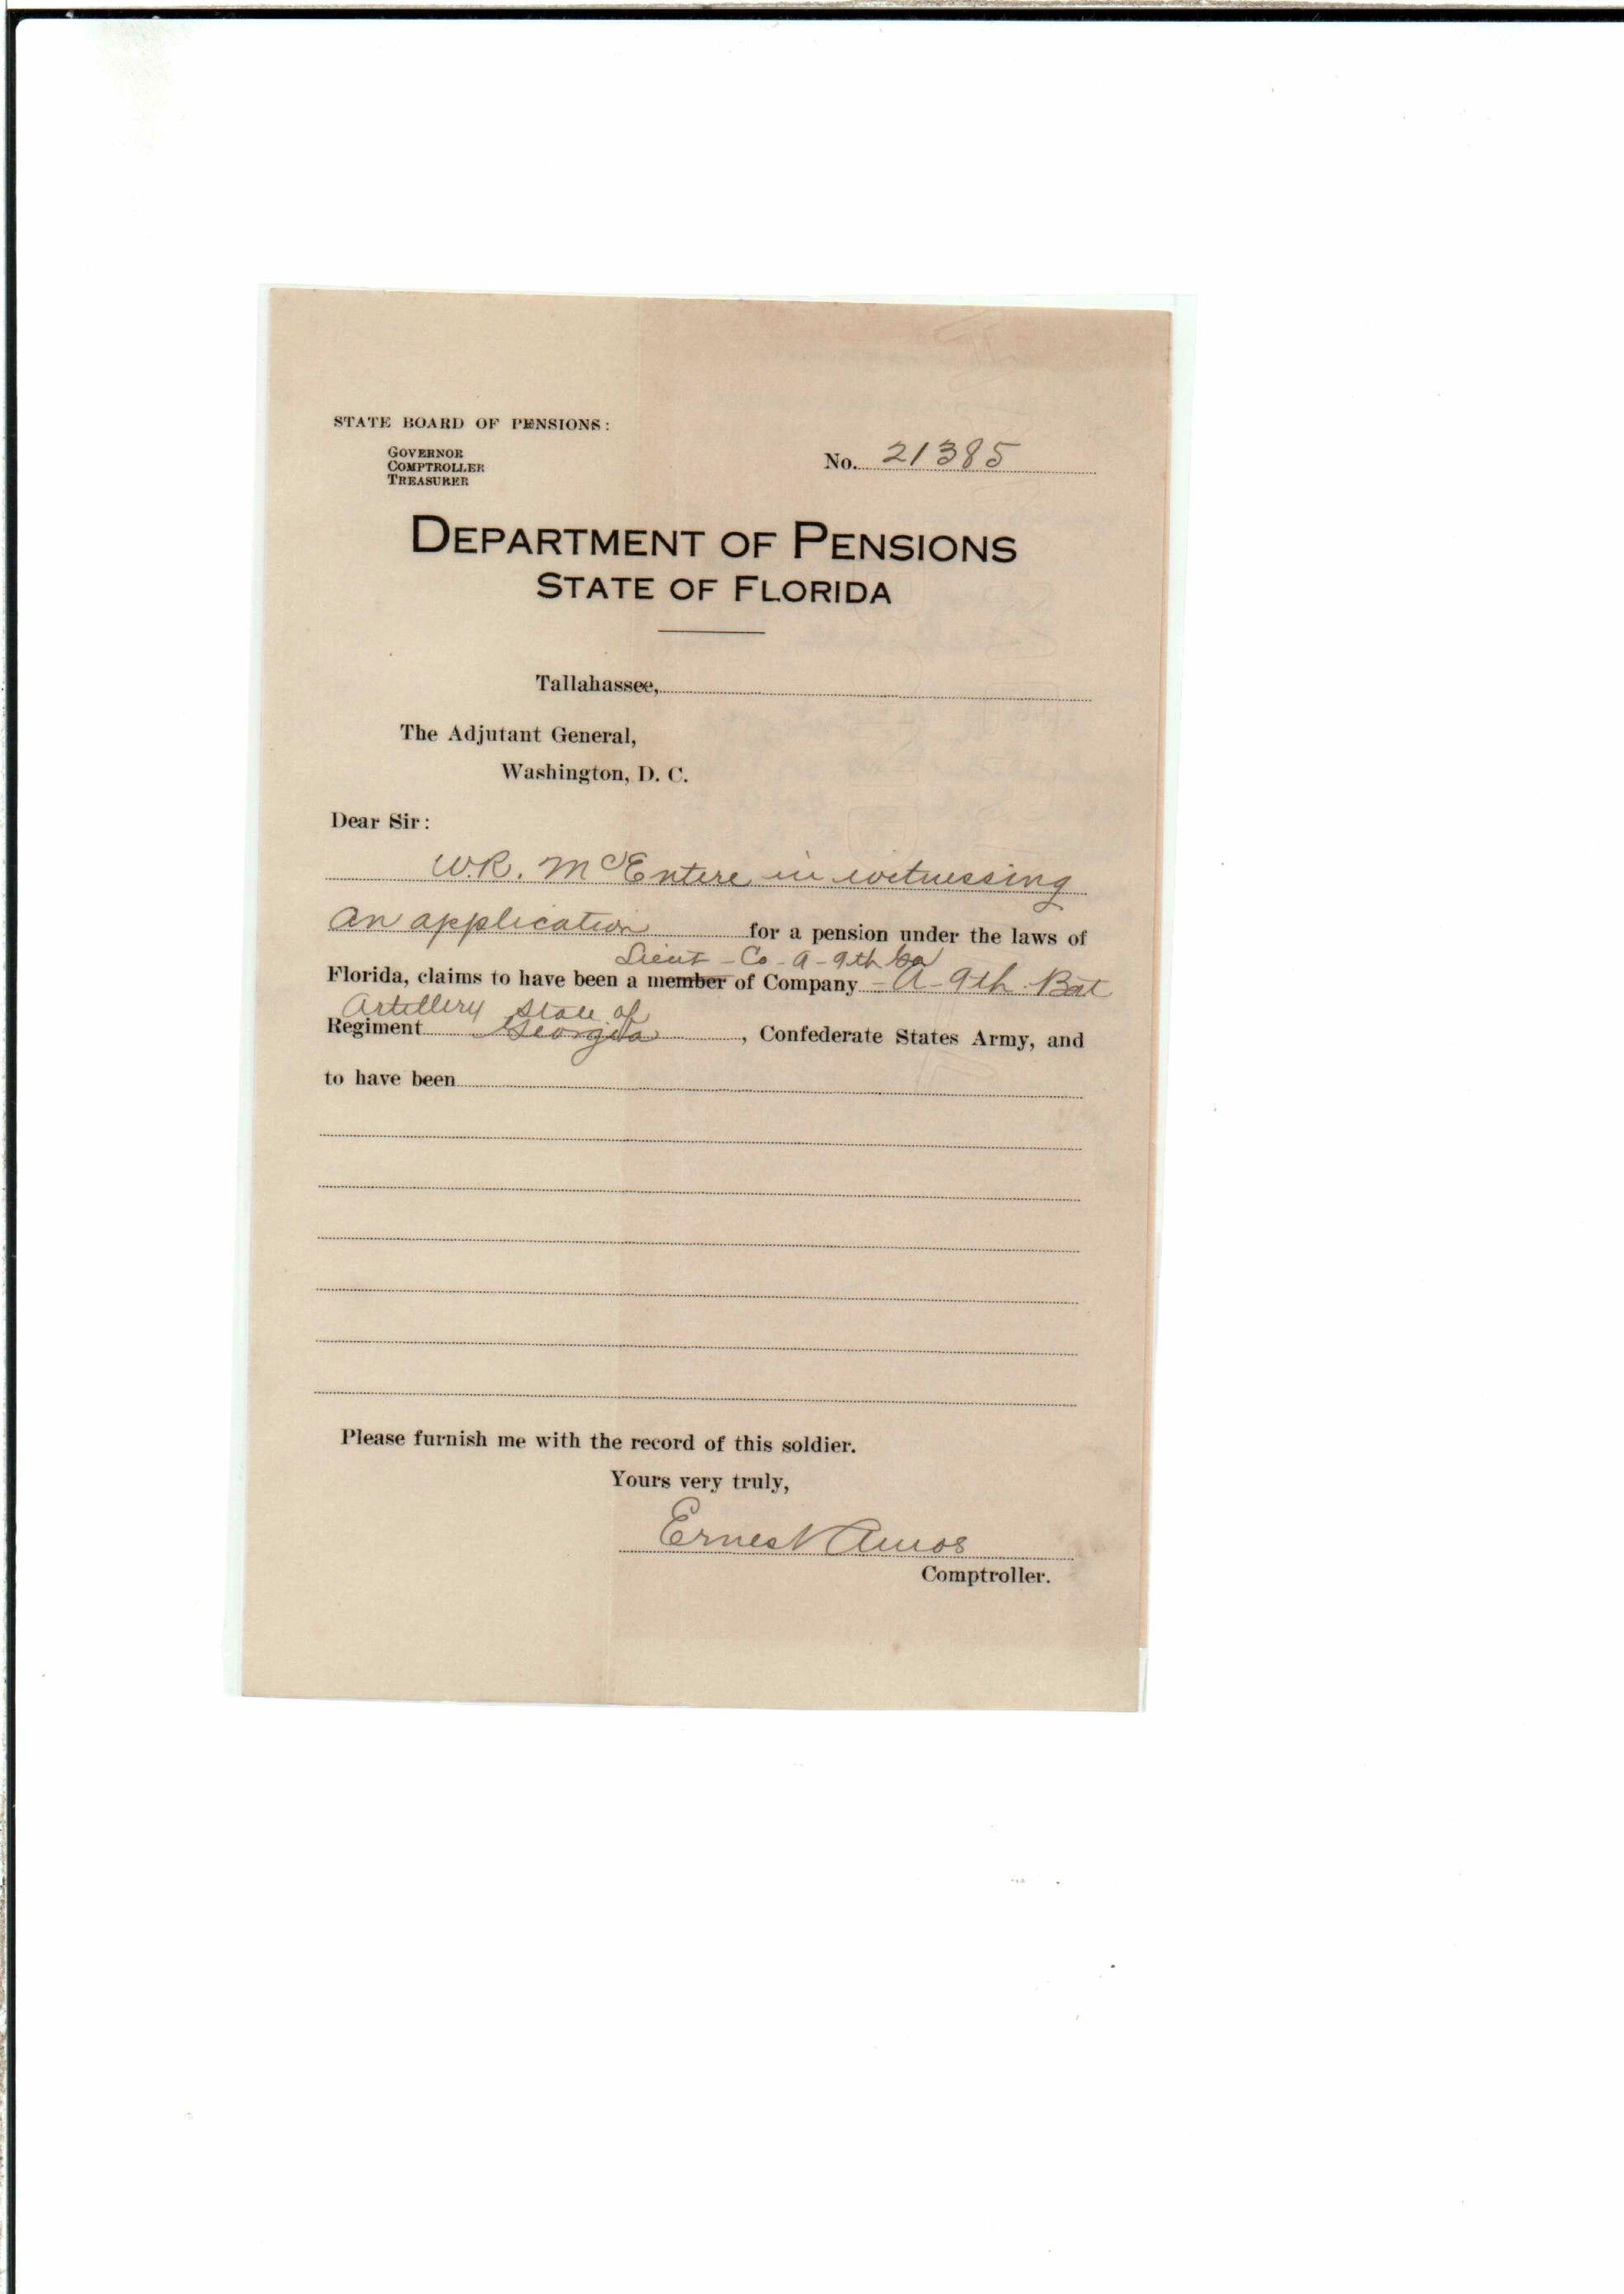 STATE BOARD OF PENSIONS:
GOVERNOR
COMPTROLLER
TREASURER
No. 21385
DEPARTMENT OF PENSIONS
STATE OF FLORIDA
Tallahassee,
The Adjutant General,
Washington, D. C.
Dear Sir:
W.R. McEntere in witnessing
an application for a pension under the laws of
Lieut - Co - A - 9th Ga
Florida, claims to have been a member of Company - A - 9th Bat
Artillery State of
Regiment Georgia, Confederate States Army, and
to have been
Please furnish me with the record of this soldier.
Yours very truly,
Ernest Amos
Comptroller.